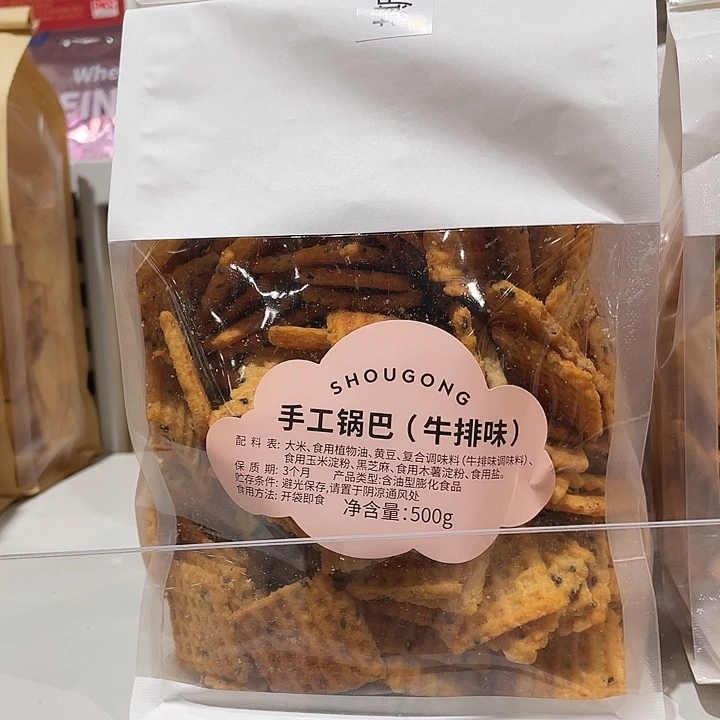 Whe
FIN
SHOUGONG
手工锅巴（牛排味）
配 料 表: 大米、食用植物油、黄豆、复合调味料(牛排味调味料)、
食用玉米淀粉、黑芝麻、食用木薯淀粉、食用盐。
保 质 期: 3个月 产品类型:含油型膨化食品
贮存条件: 避光保存,请置于阴凉通风处
食用方法: 开袋即食
净含量: 500g